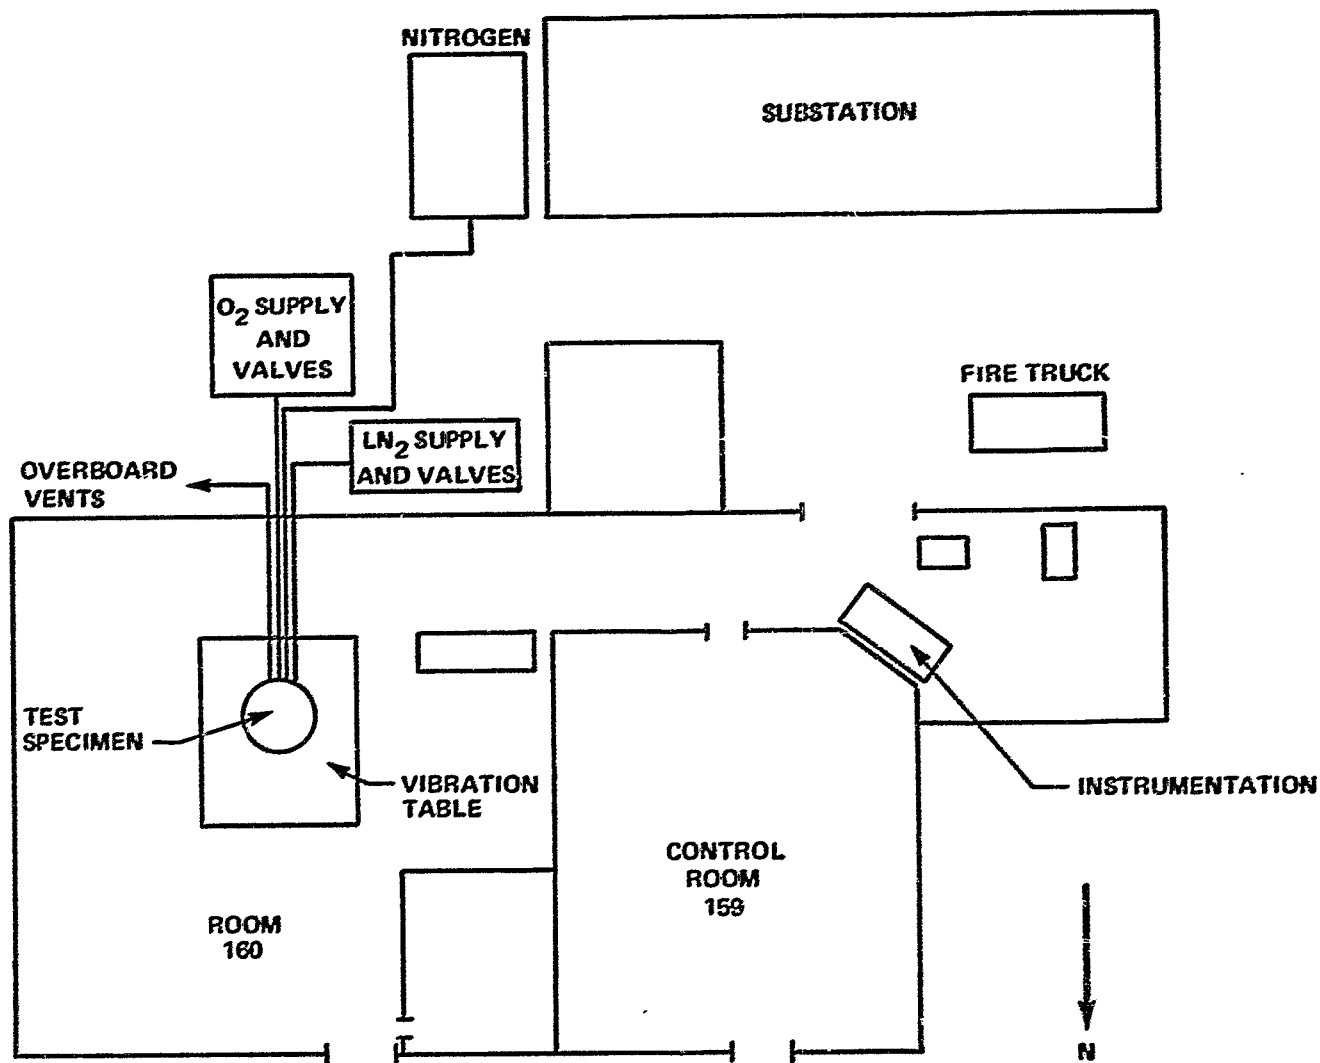 NITROGEN
SUBSTATION
O2 SUPPLY
AND
VALVES
FIRE TRUCK
LN2 SUPPLY
AND VALVES
OVERBOARD
VENTS
TEST
SPECIMEN
VIBRATION
TABLE
INSTRUMENTATION
CONTROL
ROOM
159
ROOM
160
N